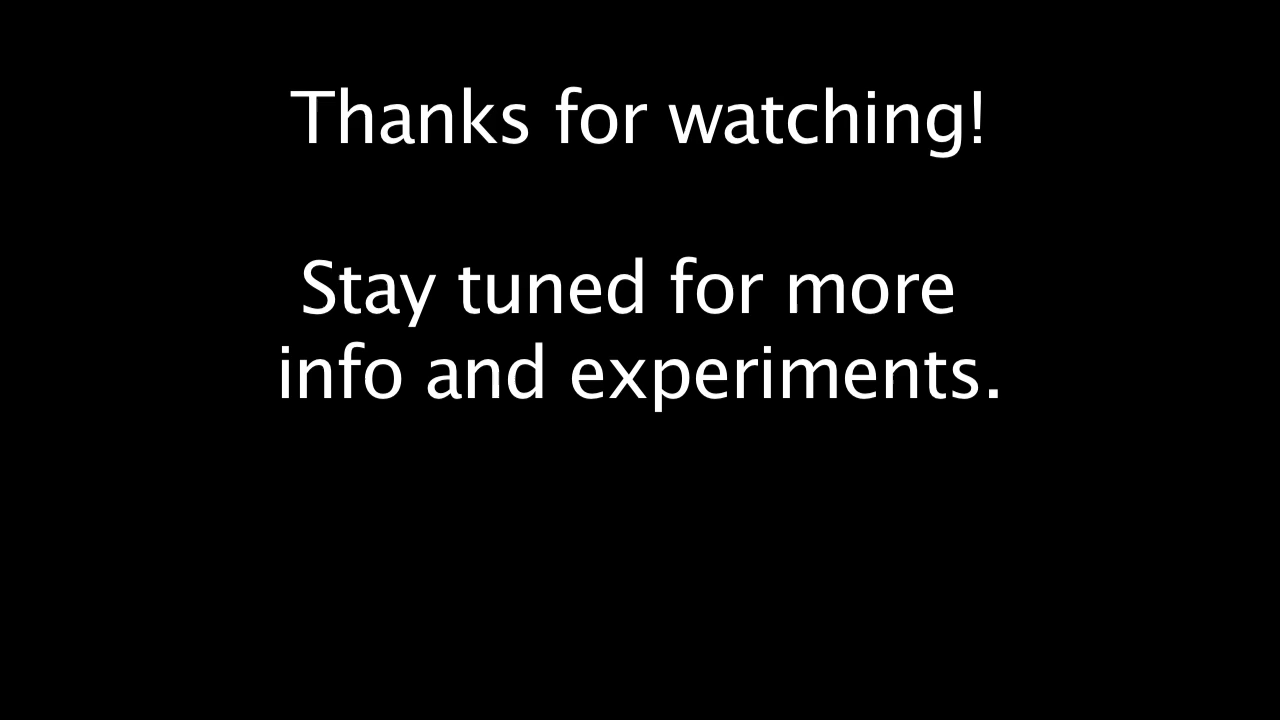 Thanks for watching!
Stay tuned for more
info and experiments.